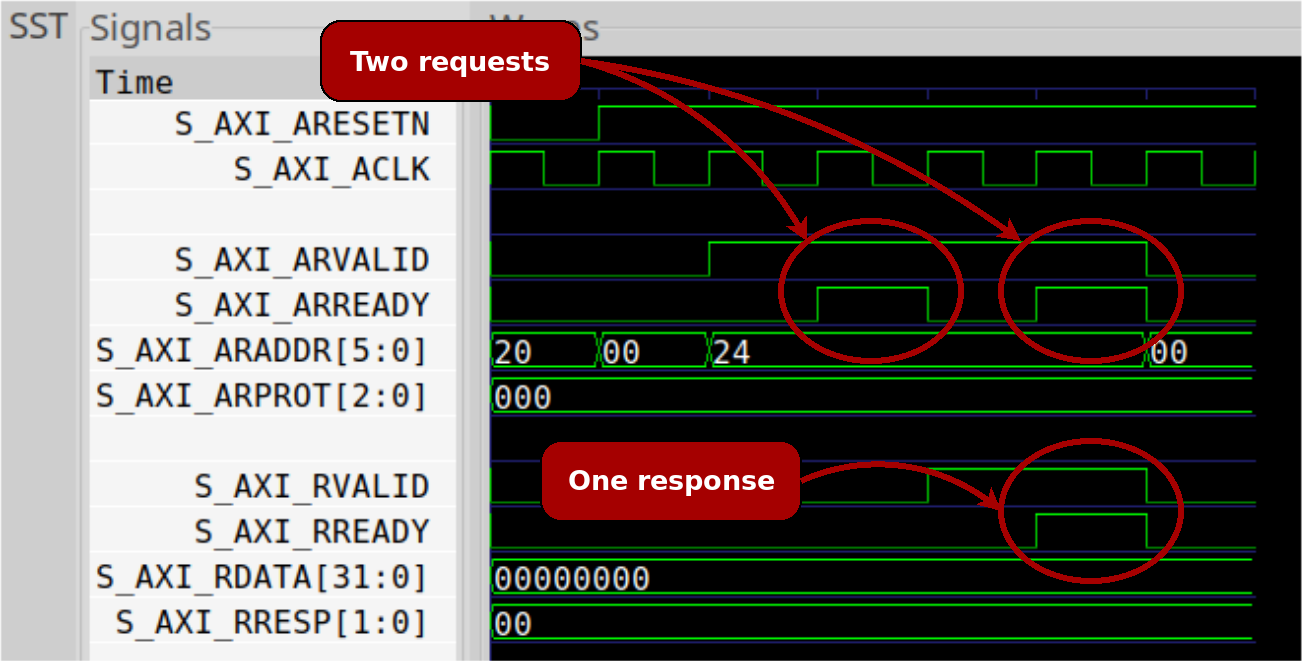 SST
Signals
Two requests
Time
S_AXI_ARESETN
S_AXI_ACLK
S_AXI_ARVALID
S_AXI_ARREADY
S_AXI_ARADDR[5:0] 20 00 24 00
S_AXI_ARPROT[2:0] 000
One response
S_AXI_RVALID
S_AXI_RREADY
S_AXI_RDATA[31:0] 00000000
S_AXI_RRESP[1:0] 00